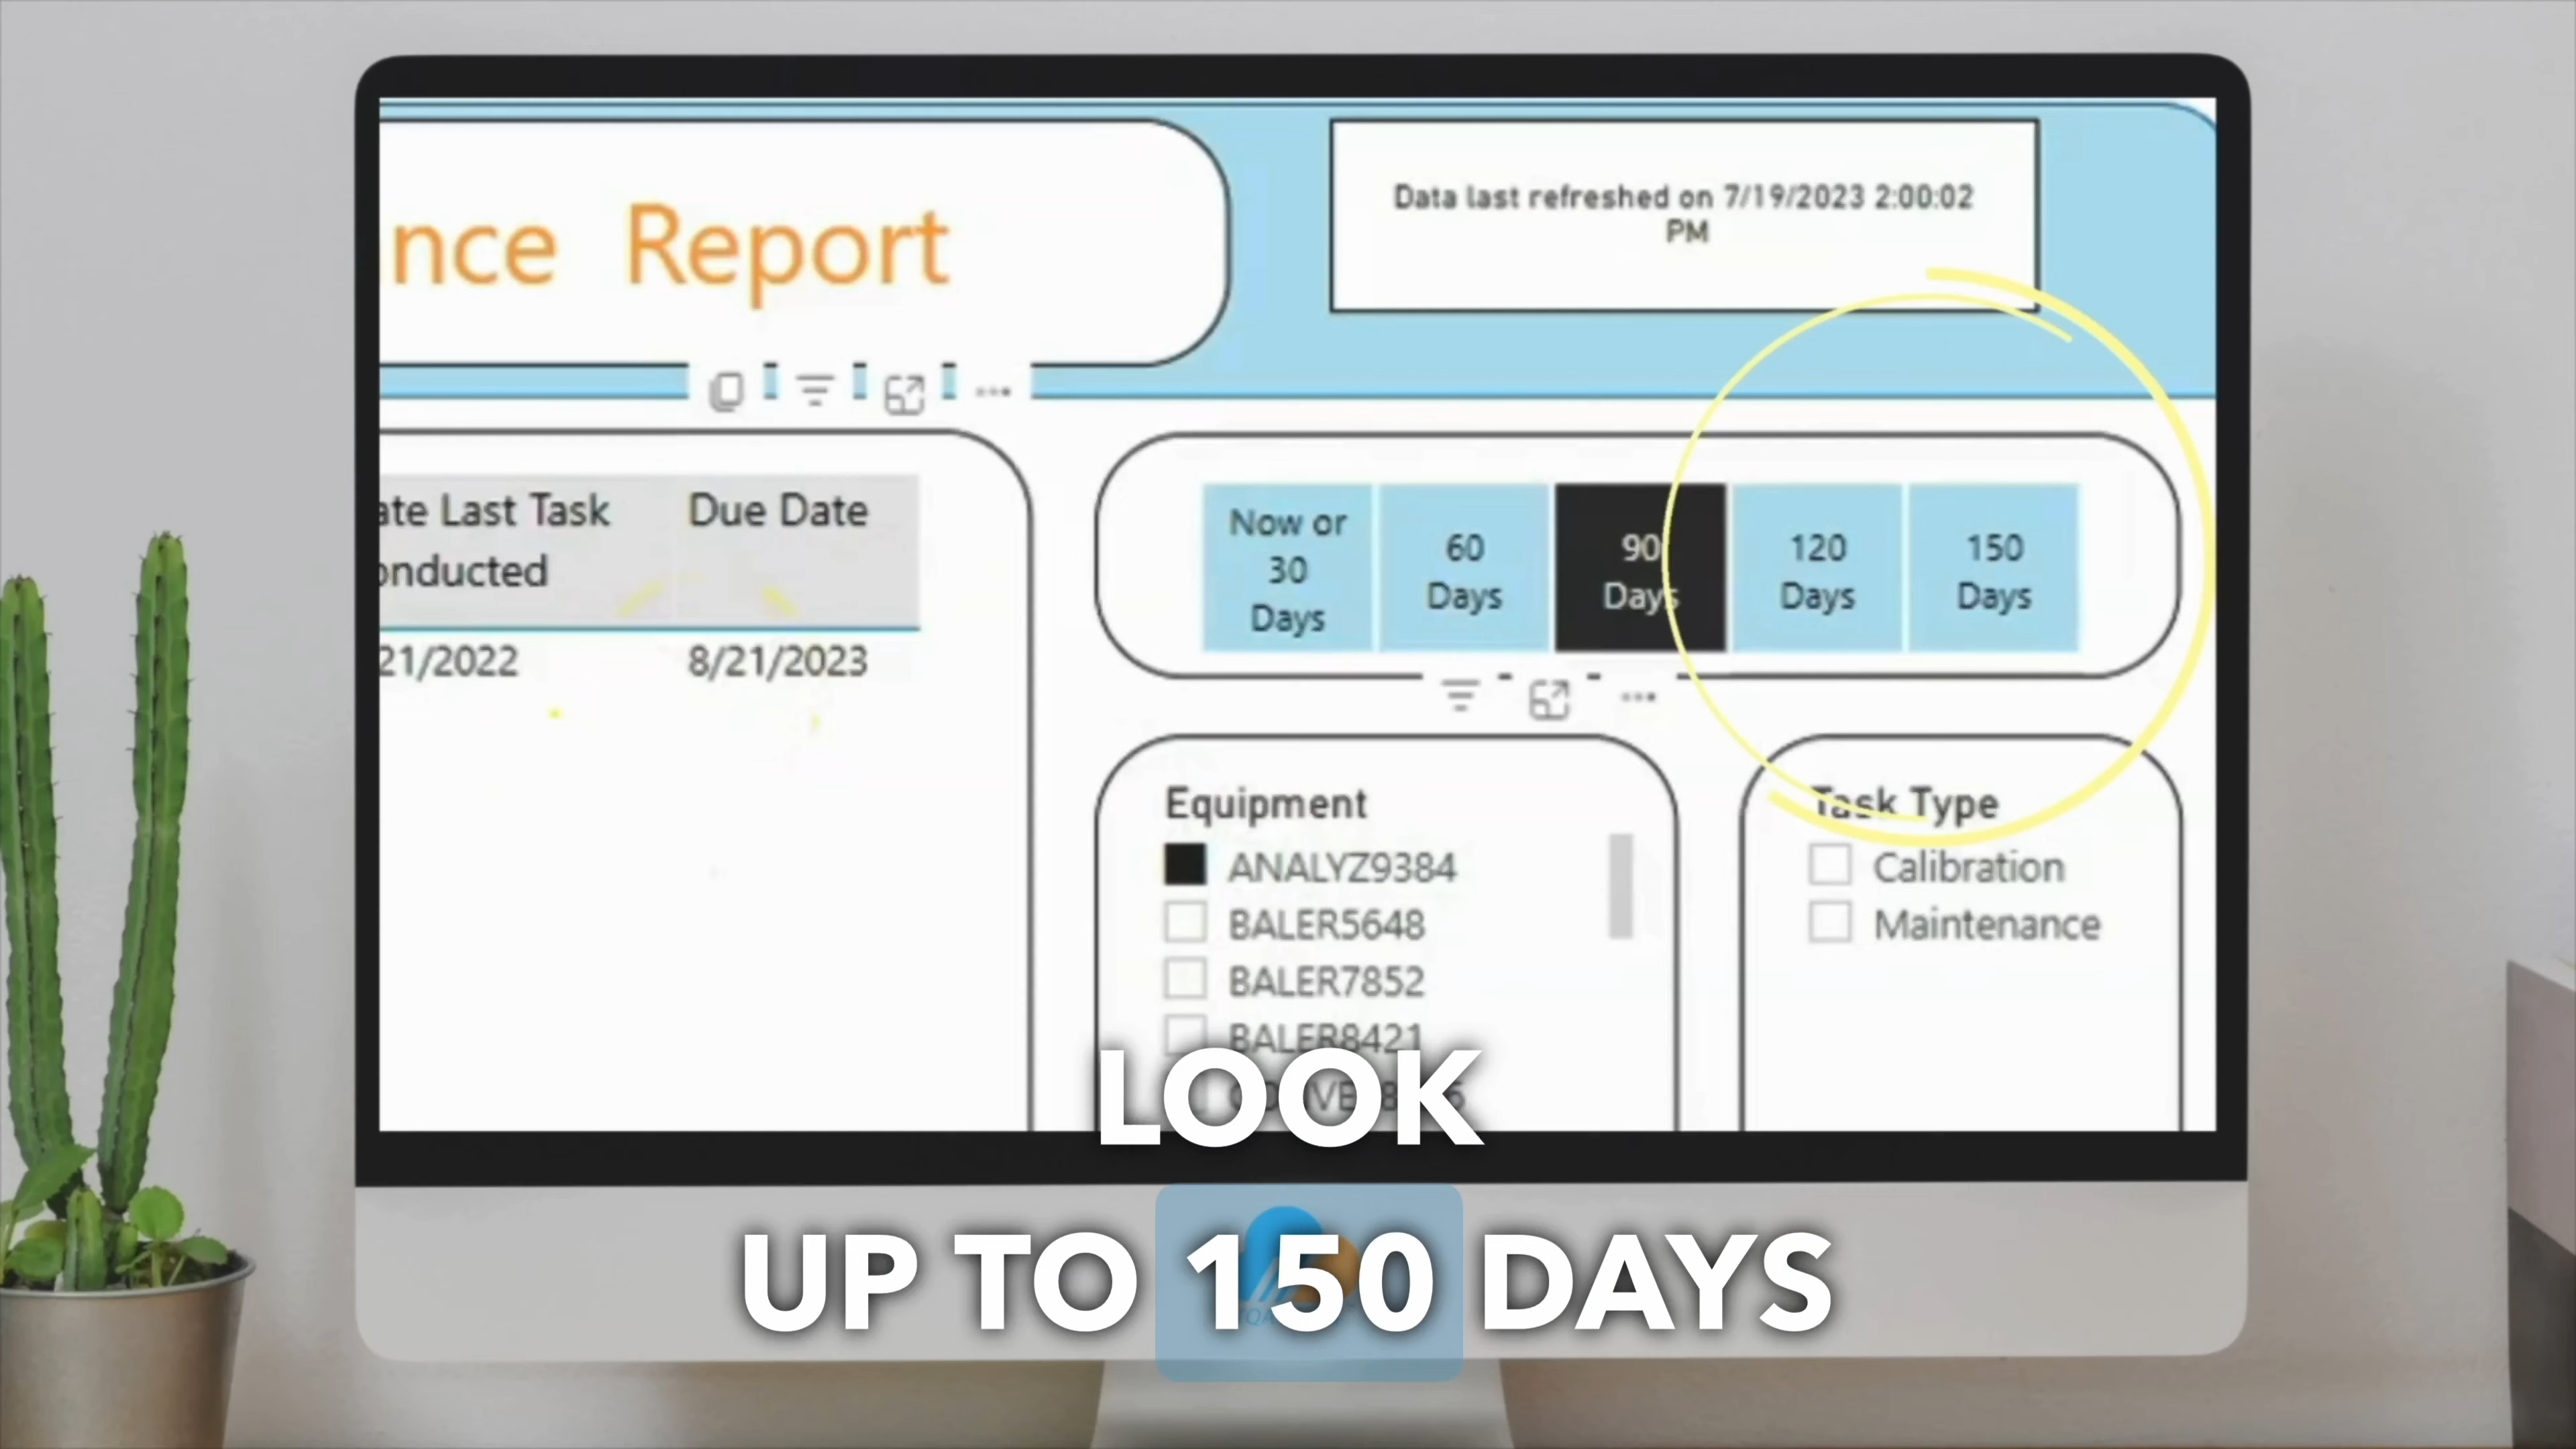 nce Report
Data last refreshed on 7/19/2023 2:00:02
PM
ate Last Task
onducted
Due Date
21/2022
8/21/2023
Now or
30
Days
60
Days
90
Days
120
Days
150
Days
Equipment
ANALYZ9384
BALER5648
BALER7852
BALER8421
Task Type
Calibration
Maintenance
LOOK
UP TO 150 DAYS